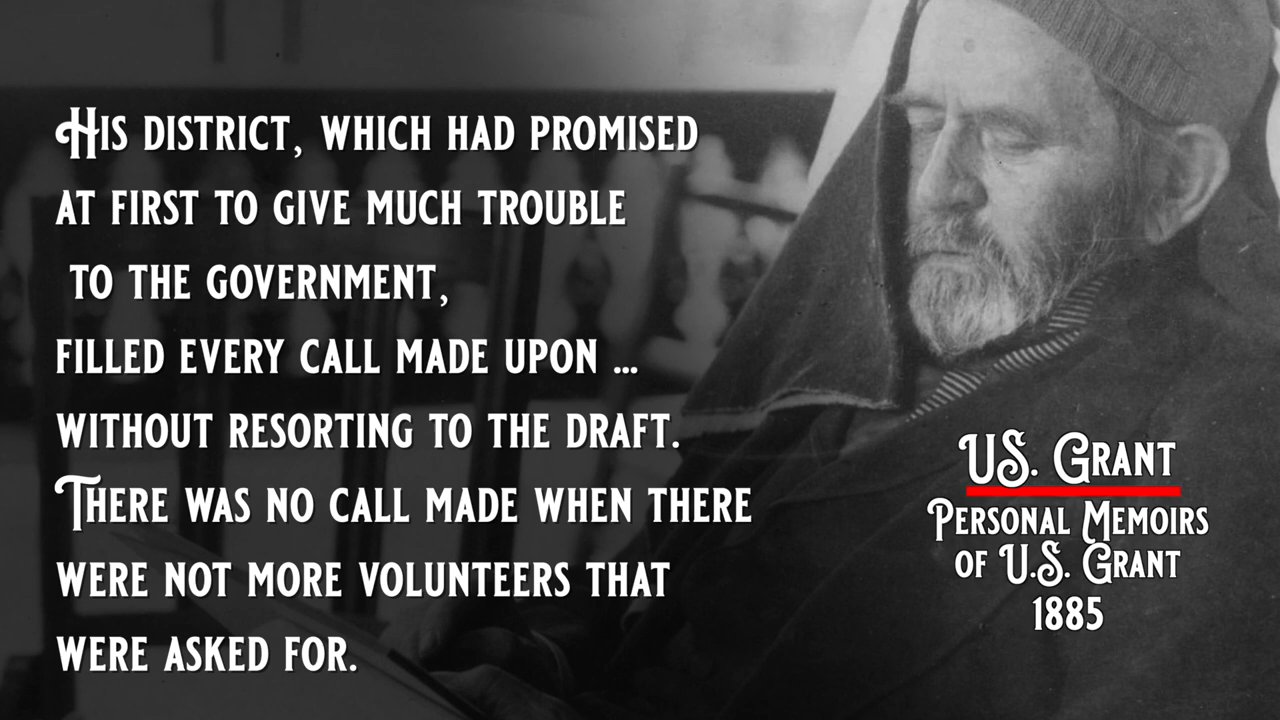 His district, which had promised
at first to give much trouble
to the government,
filled every call made upon ...
without resorting to the draft.
There was no call made when there
were not more volunteers that
were asked for.
US. Grant
Personal Memoirs
of U.S. Grant
1885